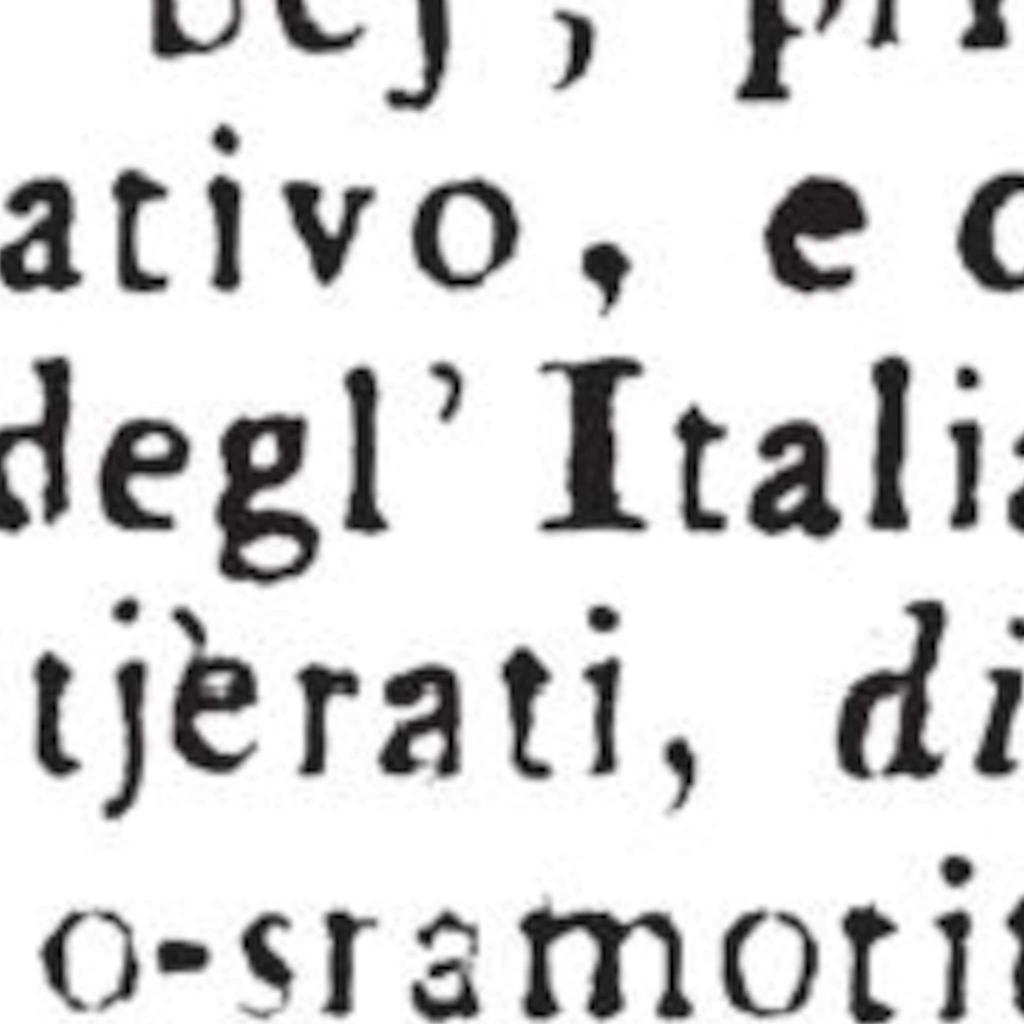 ativo, e
degl' Itali
tjèrati, di
o-sramoti